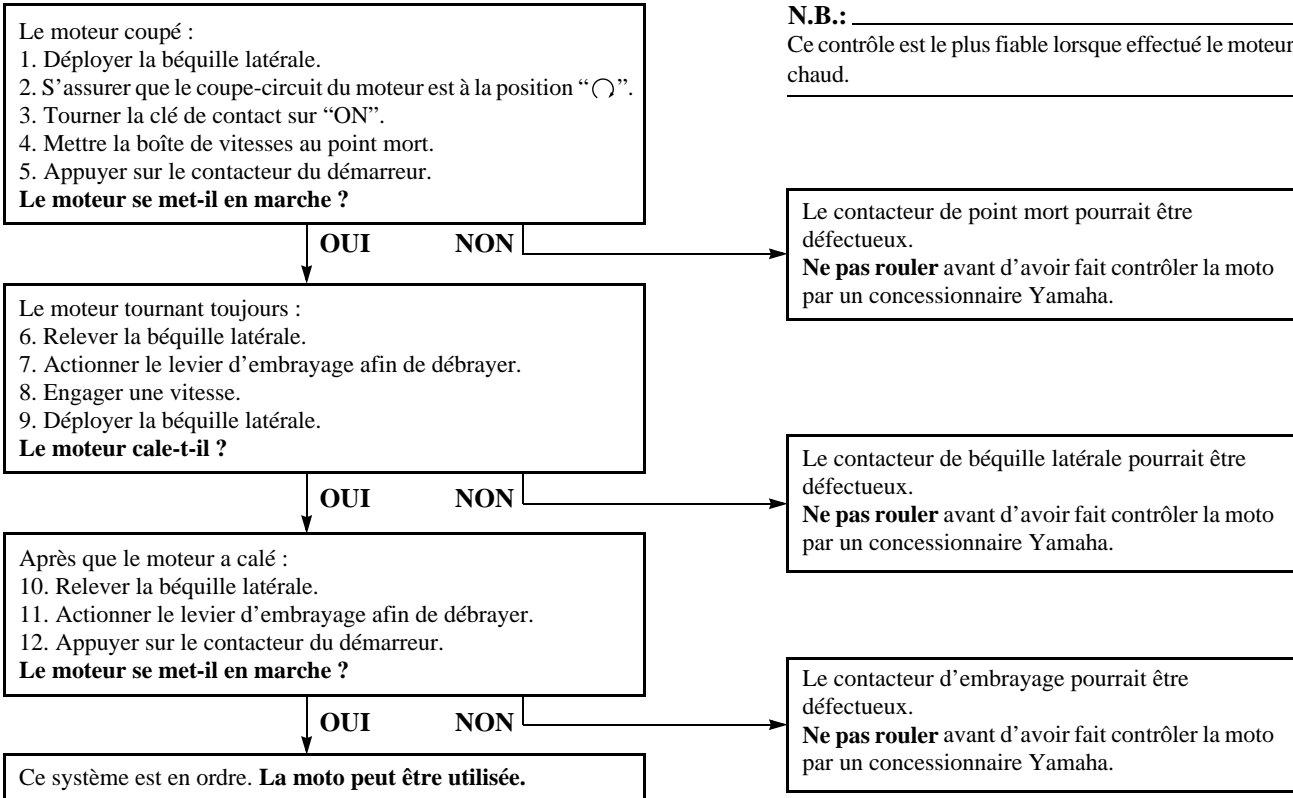 Le moteur coupé :
1. Déployer la béquille latérale.
2. S’assurer que le coupe-circuit du moteur est à la position “ ”.
3. Tourner la clé de contact sur “ON”.
4. Mettre la boîte de vitesses au point mort.
5. Appuyer sur le contacteur du démarreur.
Le moteur se met-il en marche ?
N.B.:
Ce contrôle est le plus fiable lorsque effectué le moteur
chaud.
OUI NON
Le contacteur de point mort pourrait être
défectueux.
Ne pas rouler avant d’avoir fait contrôler la moto
par un concessionnaire Yamaha.
Le moteur tournant toujours :
6. Relever la béquille latérale.
7. Actionner le levier d’embrayage afin de débrayer.
8. Engager une vitesse.
9. Déployer la béquille latérale.
Le moteur cale-t-il ?
OUI NON
Le contacteur de béquille latérale pourrait être
défectueux.
Ne pas rouler avant d’avoir fait contrôler la moto
par un concessionnaire Yamaha.
Après que le moteur a calé :
10. Relever la béquille latérale.
11. Actionner le levier d’embrayage afin de débrayer.
12. Appuyer sur le contacteur du démarreur.
Le moteur se met-il en marche ?
OUI NON
Le contacteur d’embrayage pourrait être
défectueux.
Ne pas rouler avant d’avoir fait contrôler la moto
par un concessionnaire Yamaha.
Ce système est en ordre. La moto peut être utilisée.